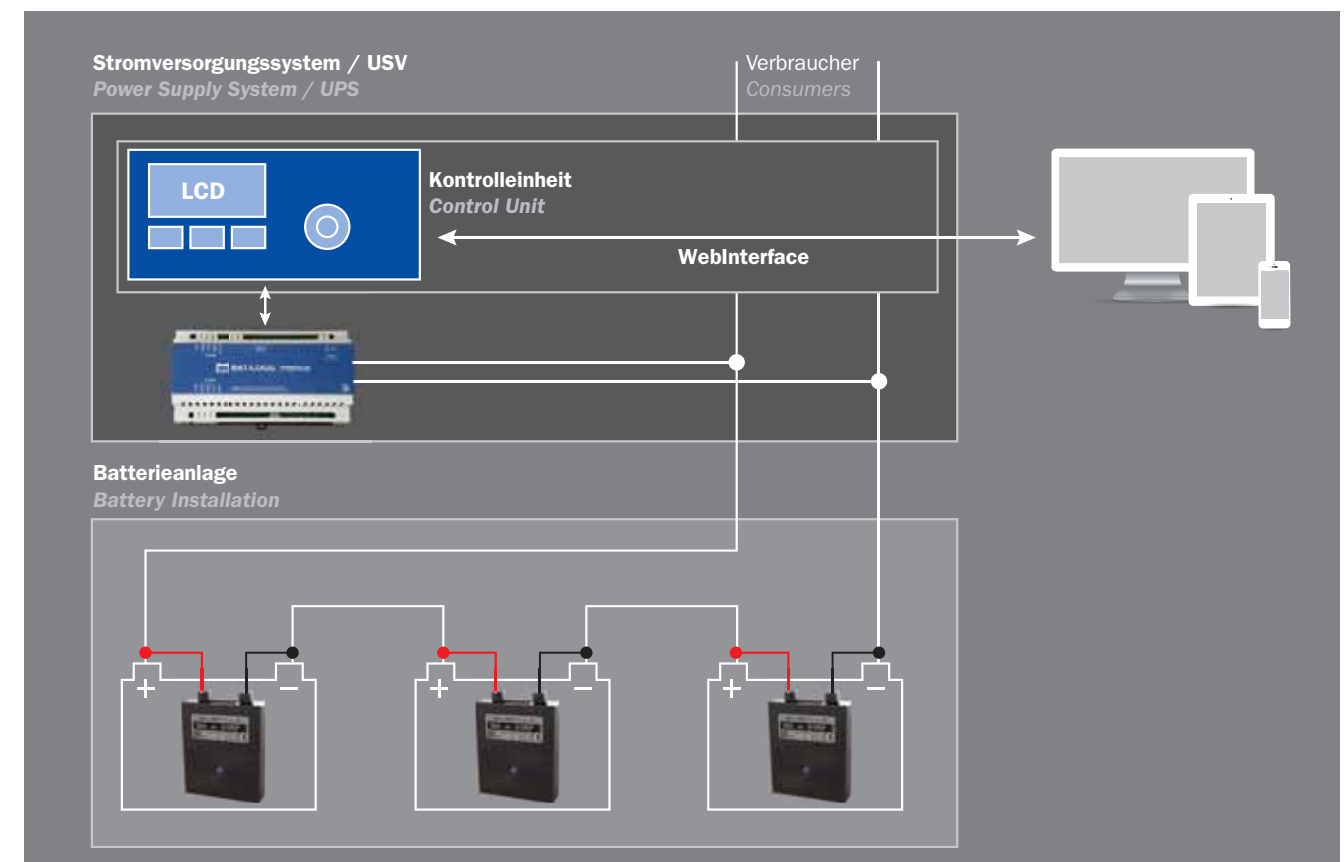 Stromversorgungssystem / USV
Power Supply System / UPS
Verbraucher
Consumers
LCD
Kontrolleinheit
Control Unit
WebInterface
Batterieanlage
Battery Installation
+ −
+ −
+ −